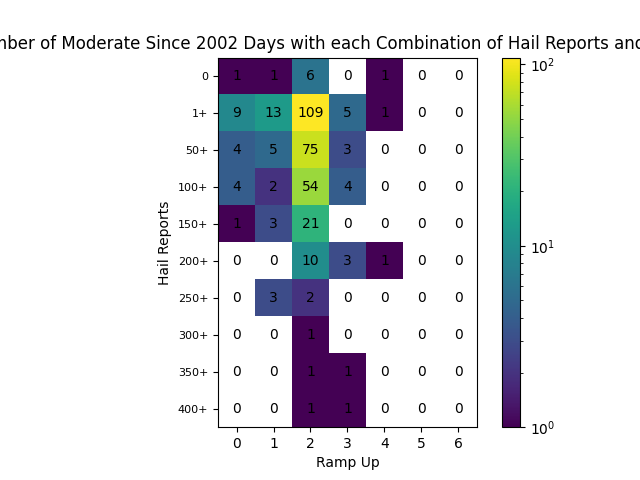 of Moderate Since 2002 Days with each Combination of Hail Reports
0 1 1 6 0 1 0 0
1+ 9 13 109 5 1 0 0
50+ 4 5 75 3 0 0 0
100+ 4 2 54 4 0 0 0
150+ 1 3 21 0 0 0 0
200+ 0 0 10 3 1 0 0
250+ 0 3 2 0 0 0 0
300+ 0 0 1 0 0 0 0
350+ 0 0 1 1 0 0 0
400+ 0 0 1 1 0 0 0
0 1 2 3 4 5 6
Ramp Up
Hail Reports
10²
10¹
10⁰